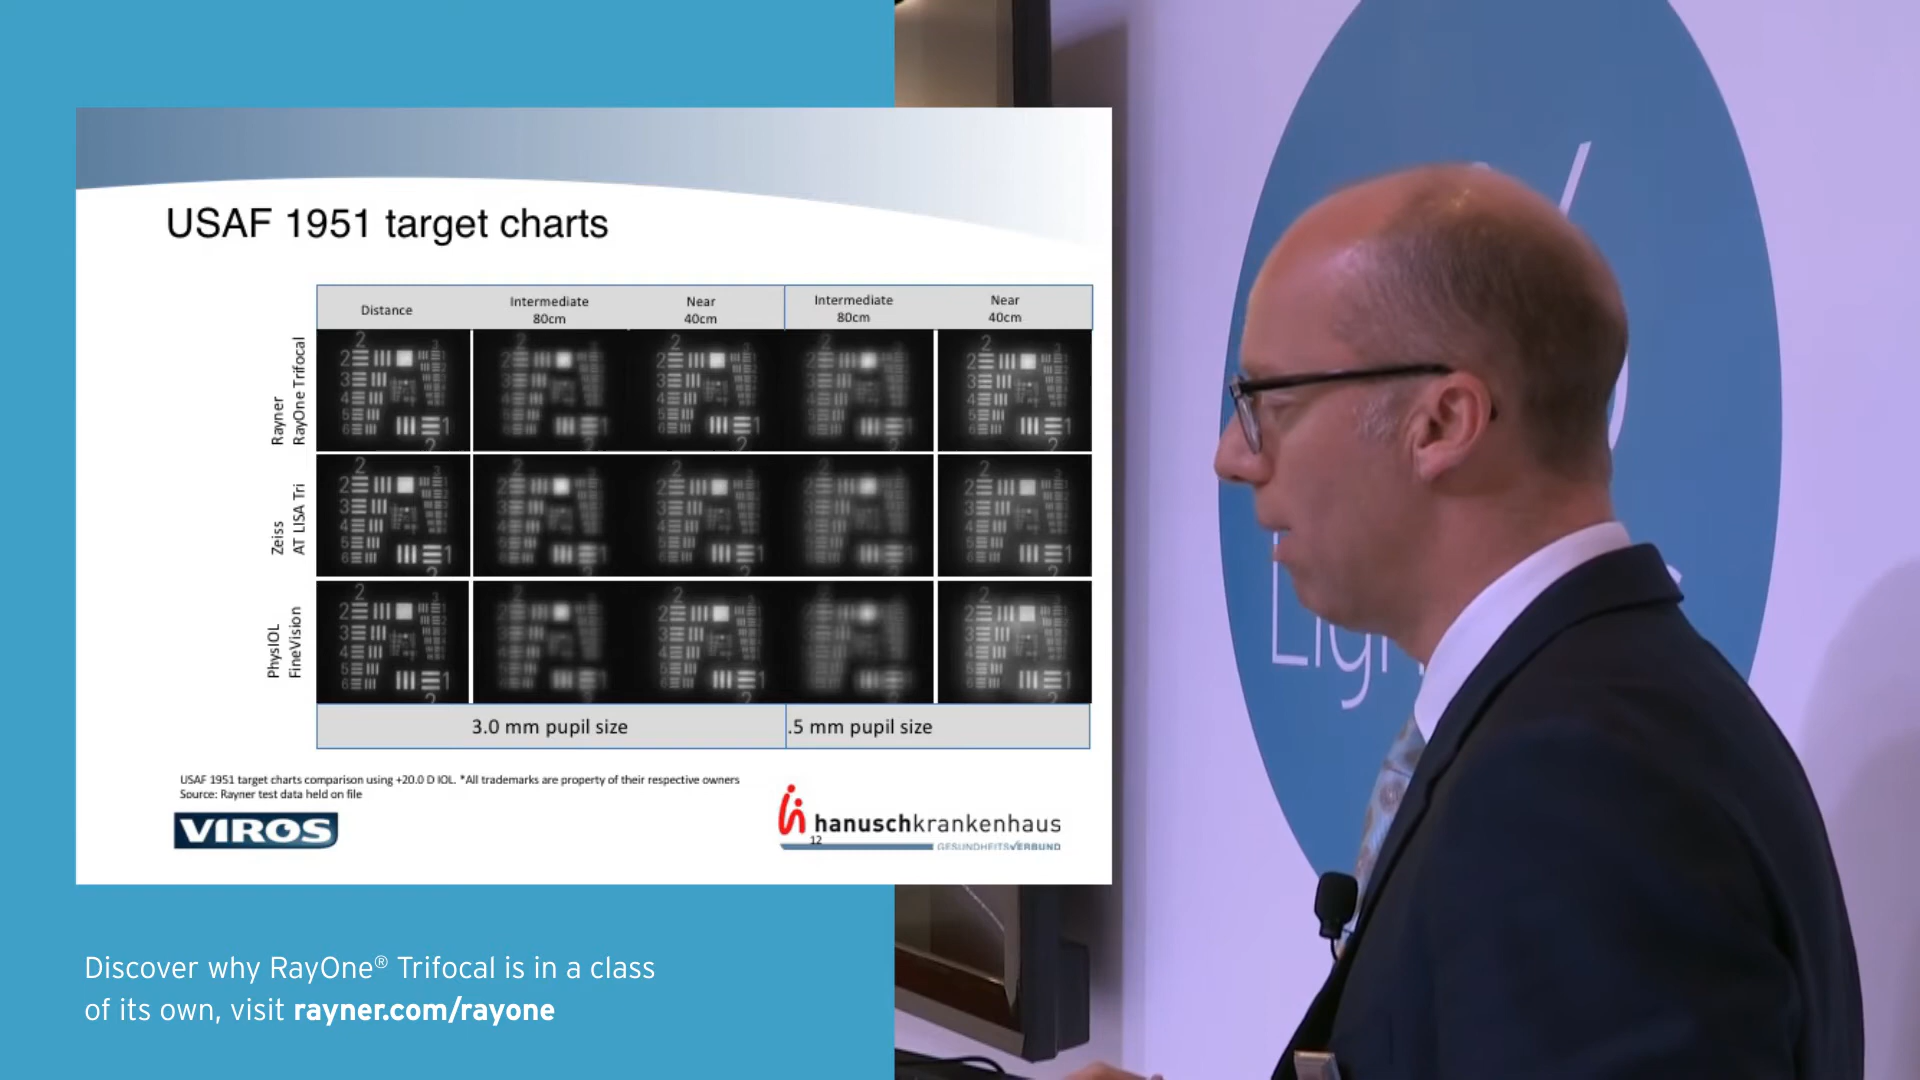 USAF 1951 target charts
Distance
Intermediate
80cm
Near
40cm
Intermediate
80cm
Near
40cm
Rayner
RayOne Trifocal
Zeiss
AT LISA Tri
PhysIOL
FineVision
3.0 mm pupil size
.5 mm pupil size
USAF 1951 target charts comparison using +20.0 D IOL. *All trademarks are property of their respective owners
Source: Rayner test data held on file
VIROS
hanuschkrankenhaus
12
GESUNDHEITSVERBUND
Discover why RayOne® Trifocal is in a class
of its own, visit rayner.com/rayone